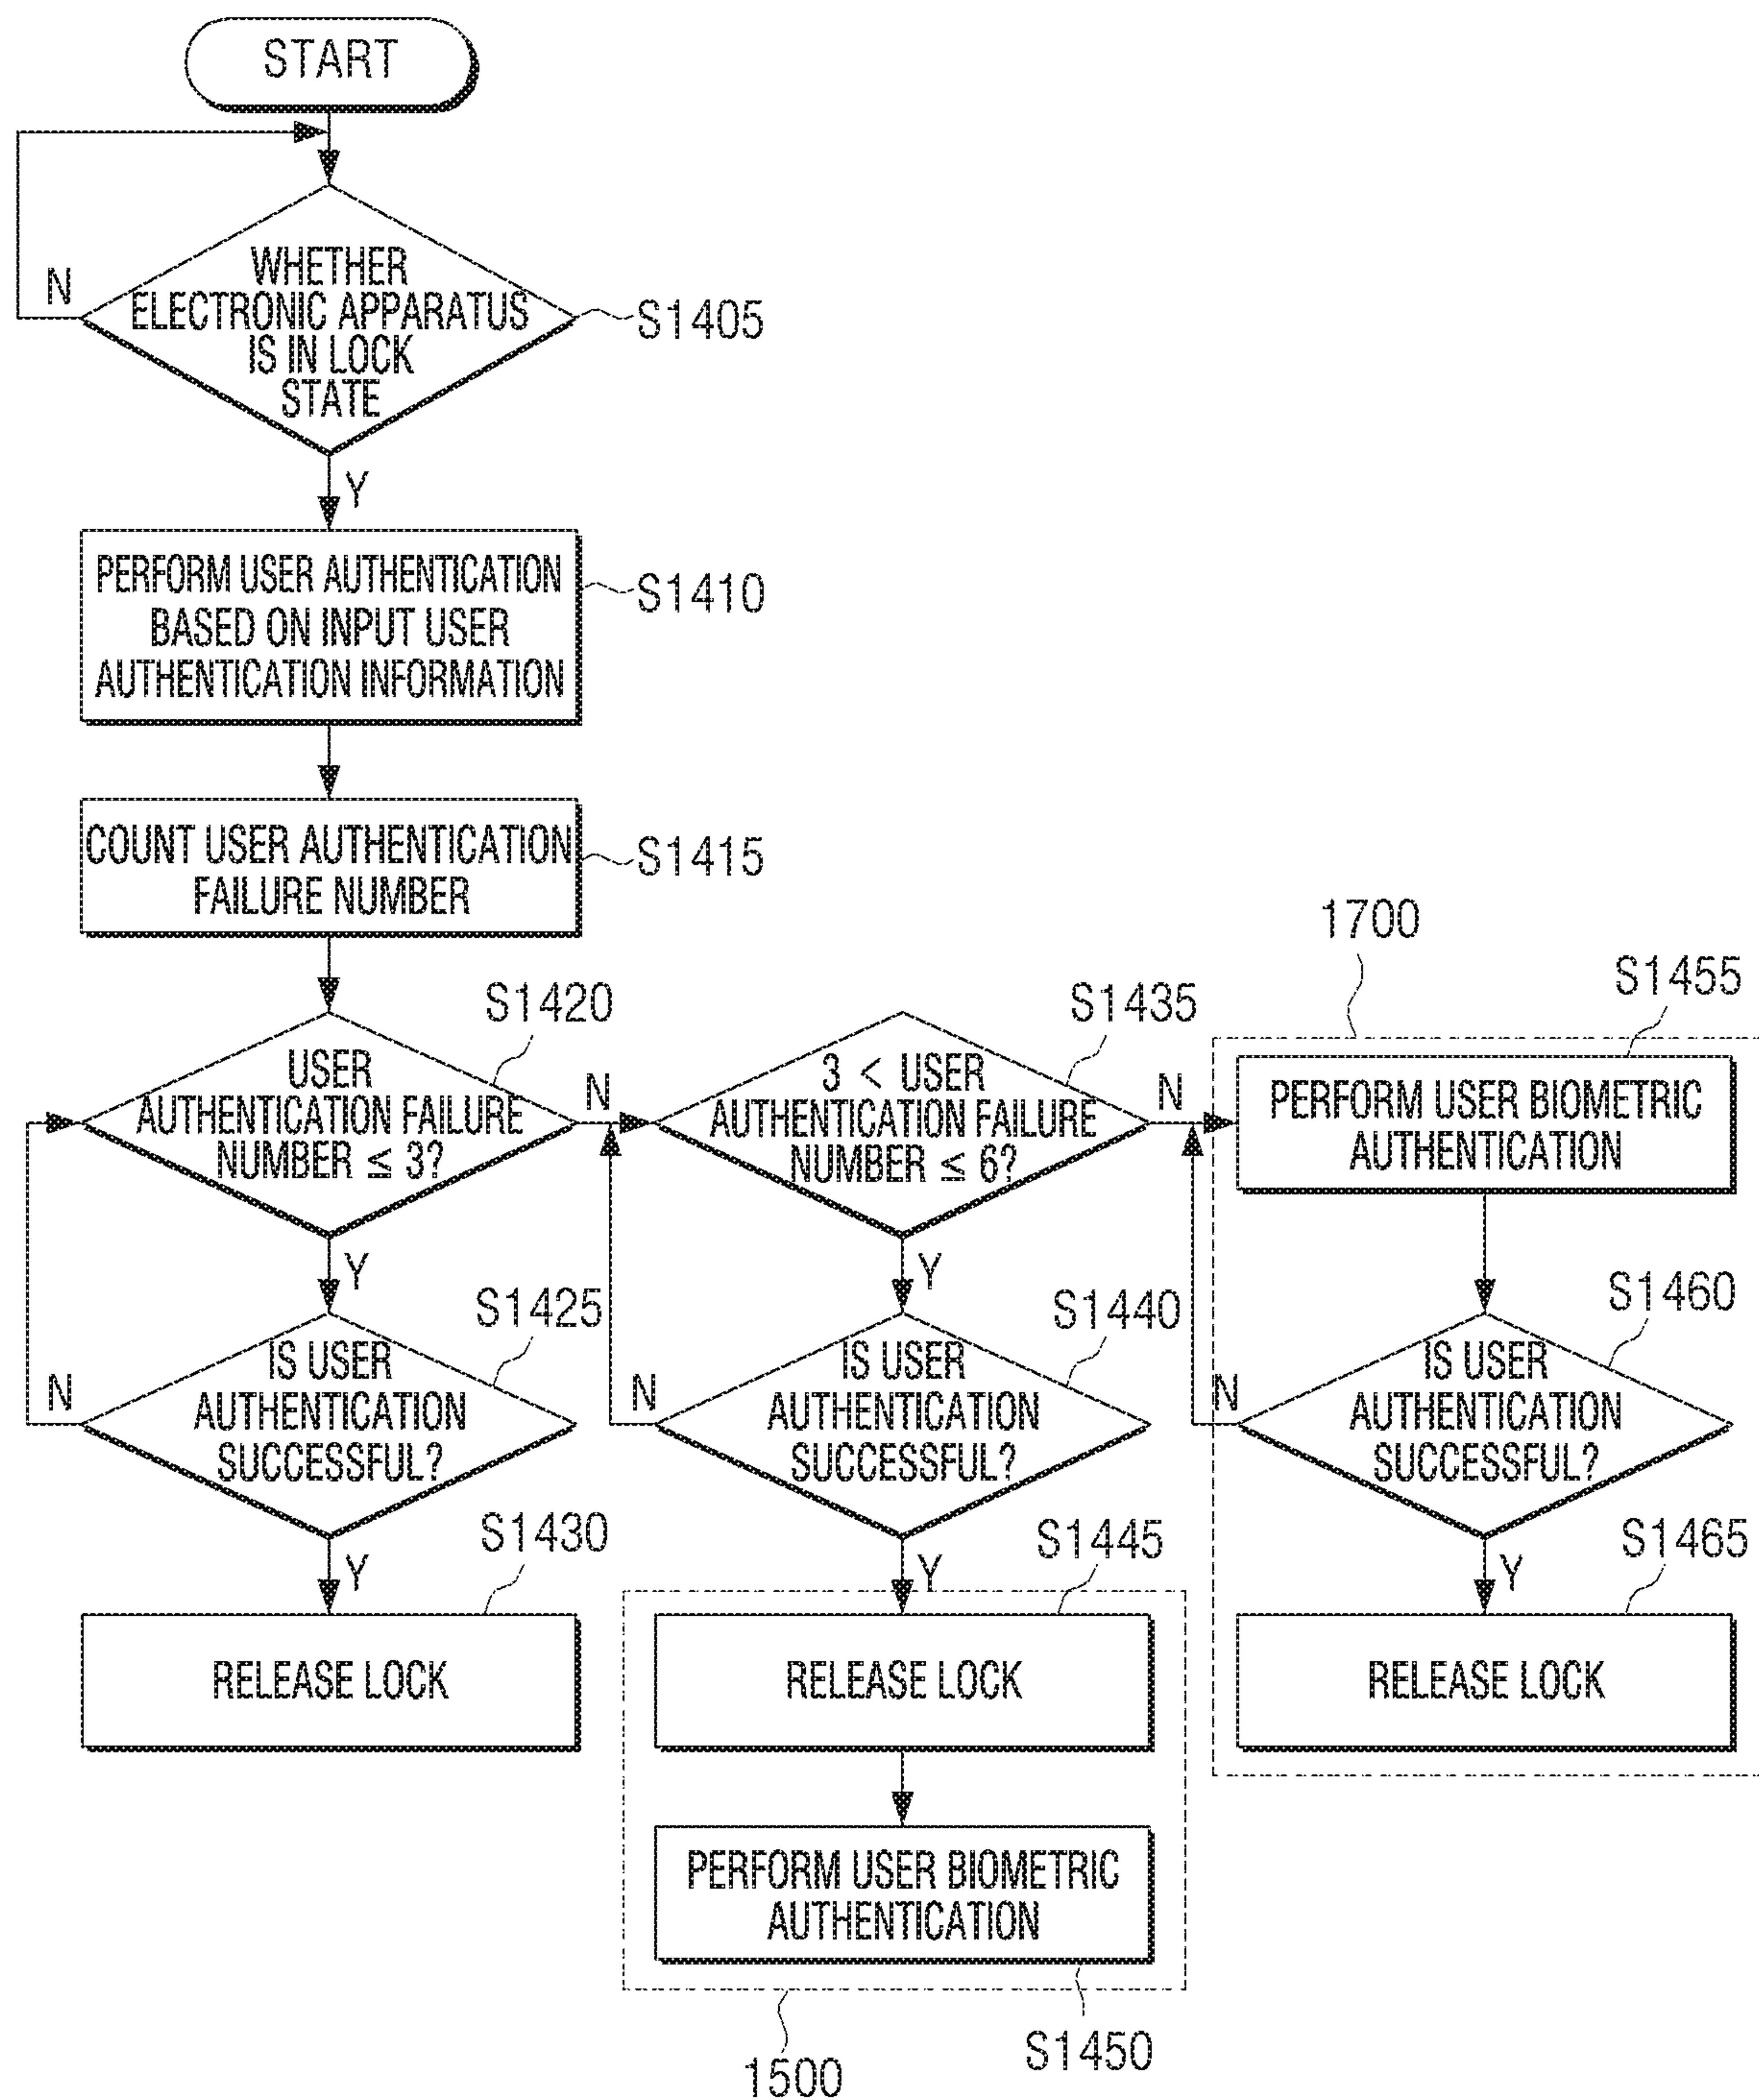 START
N
WHETHER
ELECTRONIC APPARATUS
IS IN LOCK
STATE
S1405
Y
PERFORM USER AUTHENTICATION
BASED ON INPUT USER
AUTHENTICATION INFORMATION
S1410
COUNT USER AUTHENTICATION
FAILURE NUMBER
S1415
S1420
USER
AUTHENTICATION FAILURE
NUMBER ≤ 3?
N
Y
S1425
IS USER
AUTHENTICATION
SUCCESSFUL?
N
Y
S1430
RELEASE LOCK
S1435
3 < USER
AUTHENTICATION FAILURE
NUMBER ≤ 6?
N
Y
S1440
IS USER
AUTHENTICATION
SUCCESSFUL?
N
Y
S1445
RELEASE LOCK
PERFORM USER BIOMETRIC
AUTHENTICATION
S1450
1500
1700
S1455
PERFORM USER BIOMETRIC
AUTHENTICATION
S1460
IS USER
AUTHENTICATION
SUCCESSFUL?
N
Y
S1465
RELEASE LOCK